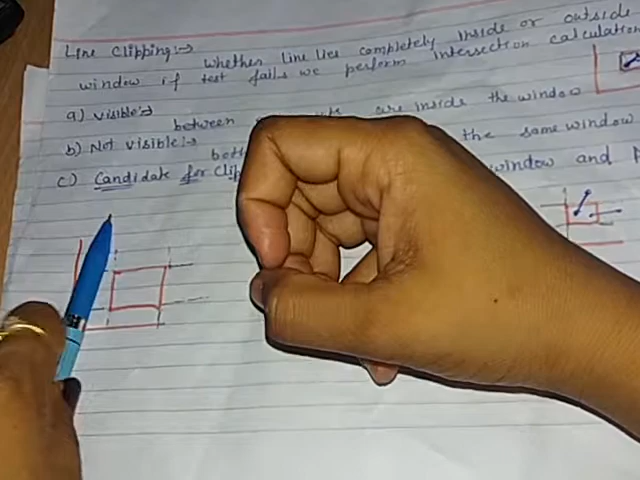 Line Clipping :→ whether line lies completely inside or outside
window if test fails we perform intersection calculation
a) visible :→ between are inside the window
b) Not visible :→ the same window
c) Candidate for Clip window and